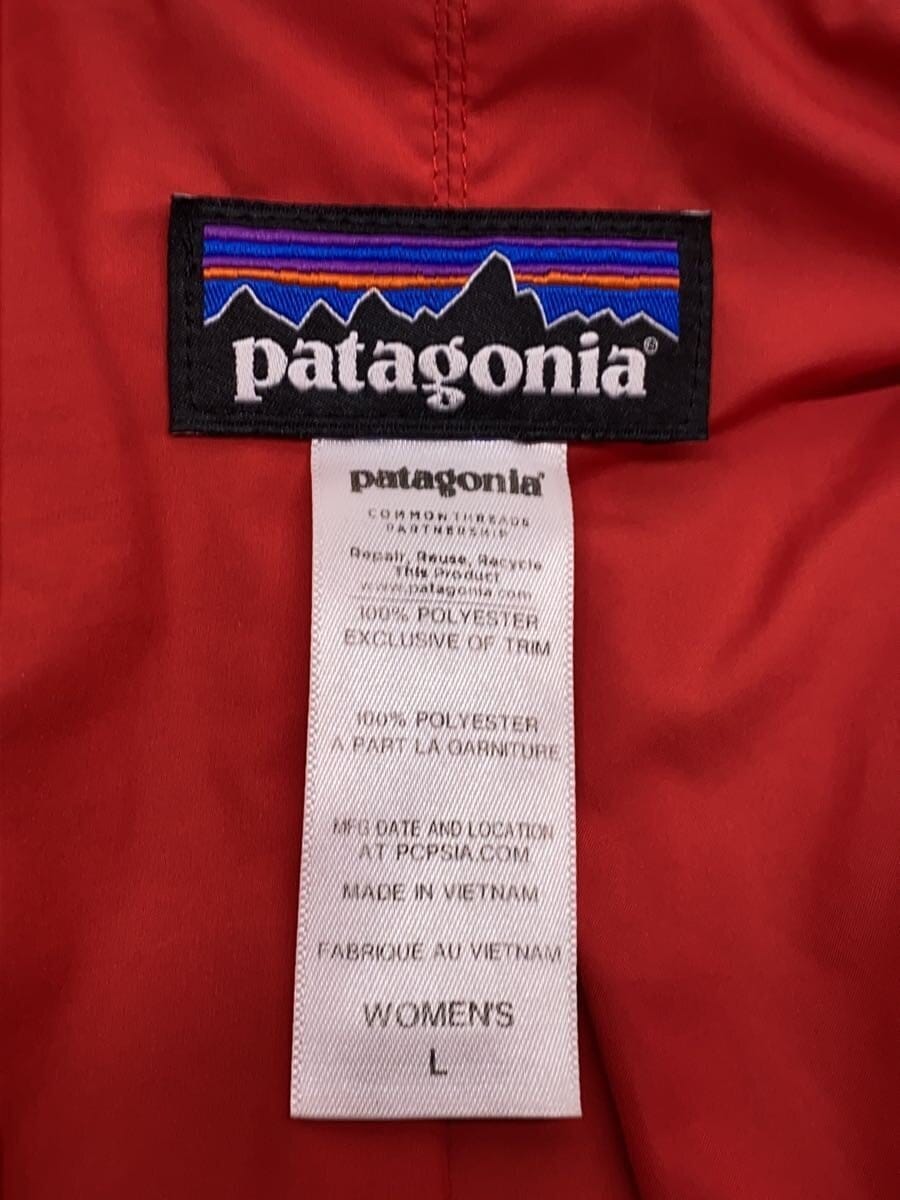 patagonia®
patagonia®
COMMON THREADS
PARTNERSHIP
Repair, Reuse, Recycle
This Product
www.patagonia.com
100% POLYESTER
EXCLUSIVE OF TRIM
100% POLYESTER
A PART LA GARNITURE
MFG DATE AND LOCATION
AT PCPSIA.COM
MADE IN VIETNAM
FABRIQUE AU VIETNAM
WOMEN'S
L